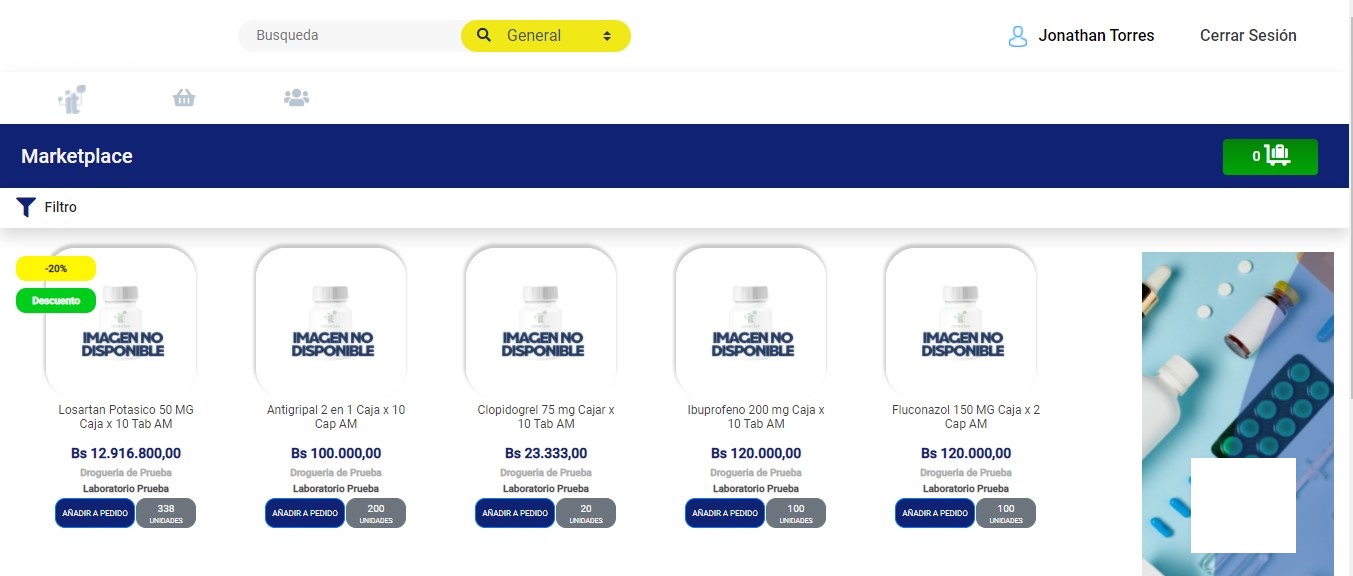 Busqueda
General
Jonathan Torres
Cerrar Sesión
Marketplace
0
Filtro
-20%
Descuento
IMAGEN NO
DISPONIBLE
Losartan Potasico 50 MG
Caja x 10 Tab AM
Bs 12.916.800,00
Drogueria de Prueba
Laboratorio Prueba
AÑADIR A PEDIDO
338
UNIDADES
IMAGEN NO
DISPONIBLE
Antigripal 2 en 1 Caja x 10
Cap AM
Bs 100.000,00
Drogueria de Prueba
Laboratorio Prueba
AÑADIR A PEDIDO
200
UNIDADES
IMAGEN NO
DISPONIBLE
Clopidogrel 75 mg Cajar x
10 Tab AM
Bs 23.333,00
Drogueria de Prueba
Laboratorio Prueba
AÑADIR A PEDIDO
20
UNIDADES
IMAGEN NO
DISPONIBLE
Ibuprofeno 200 mg Caja x
10 Tab AM
Bs 120.000,00
Drogueria de Prueba
Laboratorio Prueba
AÑADIR A PEDIDO
100
UNIDADES
IMAGEN NO
DISPONIBLE
Fluconazol 150 MG Caja x 2
Cap AM
Bs 120.000,00
Drogueria de Prueba
Laboratorio Prueba
AÑADIR A PEDIDO
100
UNIDADES